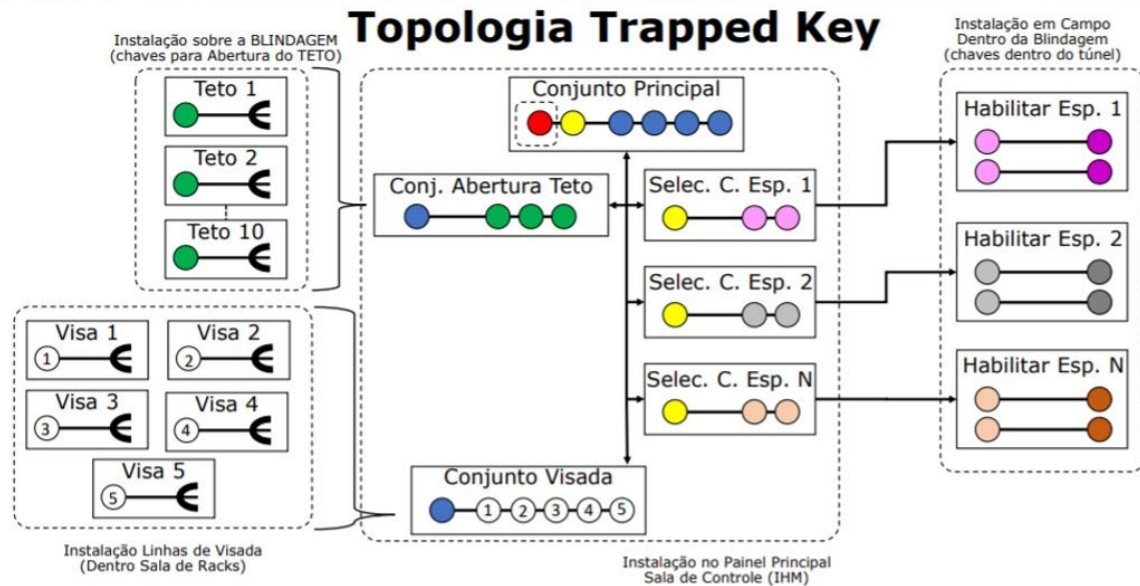 Topologia Trapped Key
Instalação sobre a BLINDAGEM
(chaves para Abertura do TETO)
Teto 1
Teto 2
Teto 10
Conjunto Principal
Conj. Abertura Teto
Selec. C. Esp. 1
Selec. C. Esp. 2
Selec. C. Esp. N
Instalação em Campo
Dentro da Blindagem
(chaves dentro do túnel)
Habilitar Esp. 1
Habilitar Esp. 2
Habilitar Esp. N
Visa 1
1
Visa 2
2
Visa 3
3
Visa 4
4
Visa 5
5
Conjunto Visada
1 2 3 4 5
Instalação Linhas de Visada
(Dentro Sala de Racks)
Instalação no Painel Principal
Sala de Controle (IHM)